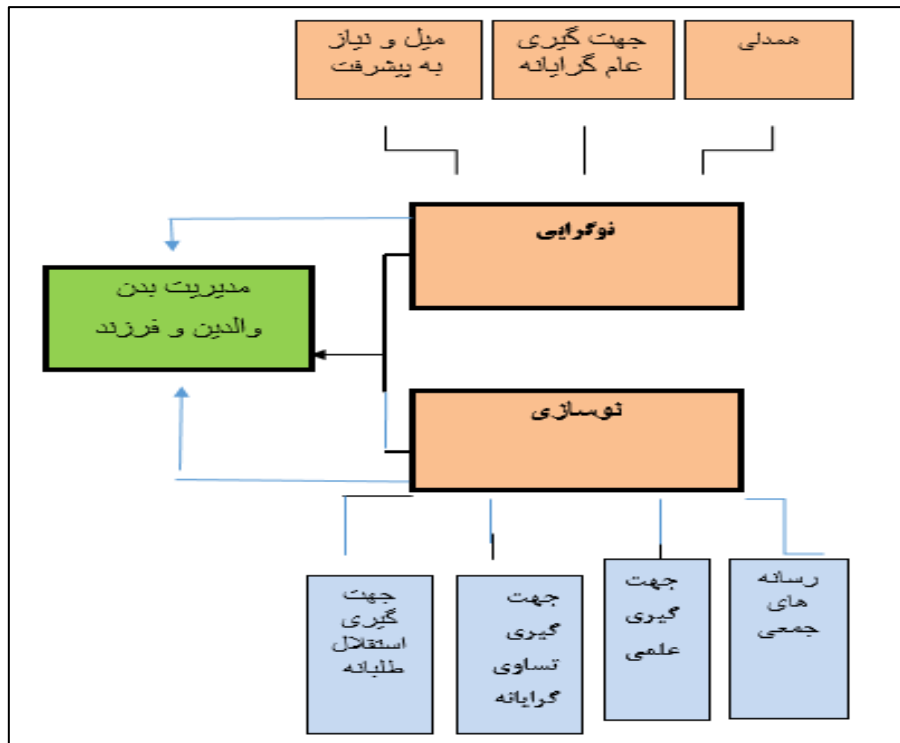 همدلی
جهت گیری
عام گرایانه
میل و نیاز
به پیشرفت
نوگرایی
مدیریت بدن
والدین و فرزند
نوسازی
رسانه
های
جمعی
جهت
گیری
علمی
جهت
گیری
تساوی
گرایانه
جهت
گیری
استقلال
طلبانه